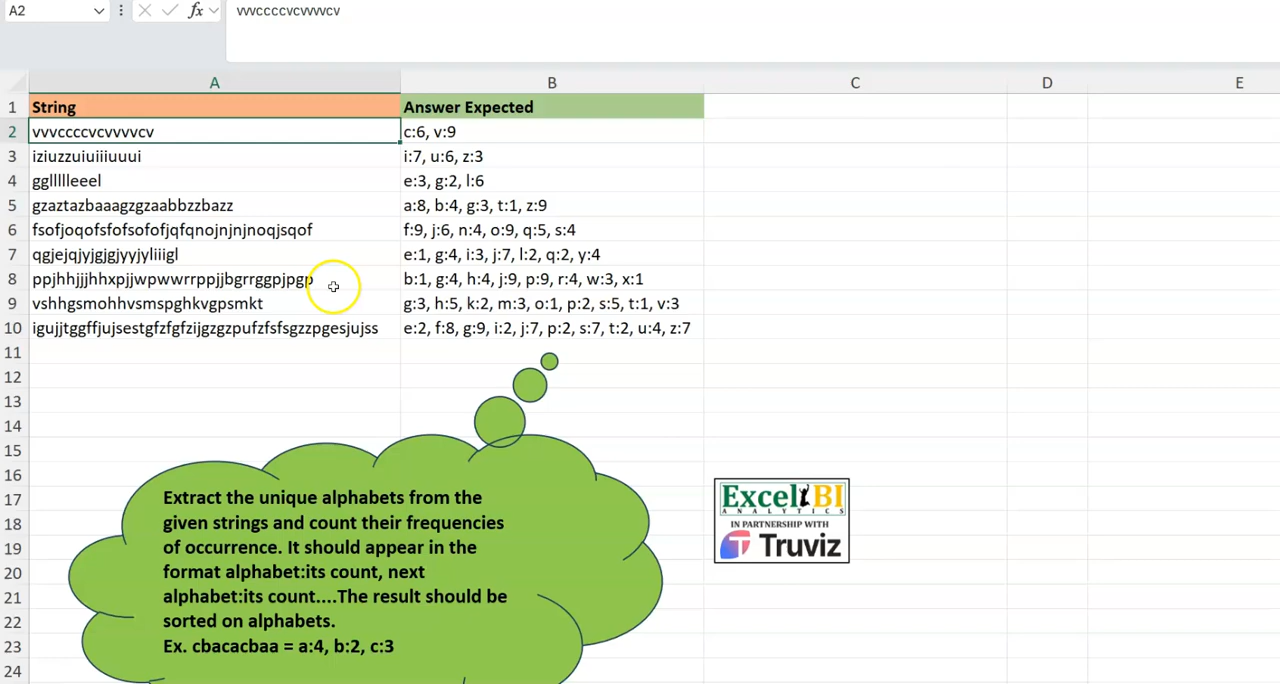 A2
fx
vvvccccvcvvvvcv
A B C D E
1 String Answer Expected
2 vvvccccvcvvvvcv c:6, v:9
3 iziuzzuiuiiiuuui i:7, u:6, z:3
4 ggllllleeel e:3, g:2, l:6
5 gzaztazbaaagzgzaabbzzbazz a:8, b:4, g:3, t:1, z:9
6 fsofjoqofsfofsofofjqfqnojnjnjnoqjsqof f:9, j:6, n:4, o:9, q:5, s:4
7 qgjejqjyjgjgjyyjyliiigl e:1, g:4, i:3, j:7, l:2, q:2, y:4
8 ppjhhjjjhhxpjjwpwwrrppjjbgrrggpjpgp b:1, g:4, h:4, j:9, p:9, r:4, w:3, x:1
9 vshhgsmohhvsmspghkvgpsmkt g:3, h:5, k:2, m:3, o:1, p:2, s:5, t:1, v:3
10 igujjtggffjujsestgfzfgfzijgzgzpufzfsfsgzzpgesjujss e:2, f:8, g:9, i:2, j:7, p:2, s:7, t:2, u:4, z:7
11
12
13
14
15
16
17
18
19
20
21
22
23
24
Extract the unique alphabets from the
given strings and count their frequencies
of occurrence. It should appear in the
format alphabet:its count, next
alphabet:its count....The result should be
sorted on alphabets.
Ex. cbacacbaa = a:4, b:2, c:3
Excel BI
ANALYTICS
IN PARTNERSHIP WITH
Truviz